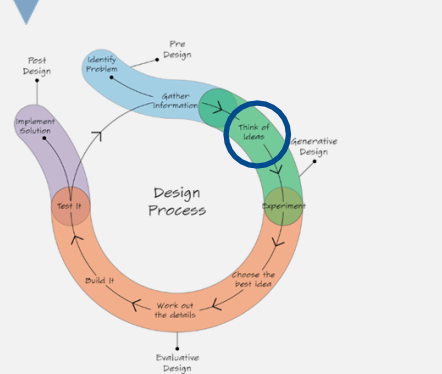 Pre
Design
Identify
Problem
Post
Design
Gather
Information
Implement
Solution
Think of
Ideas
Generative
Design
Design
Process
Test It
Experiment
Build It
Choose the
best idea
Work out
the details
Evaluative
Design